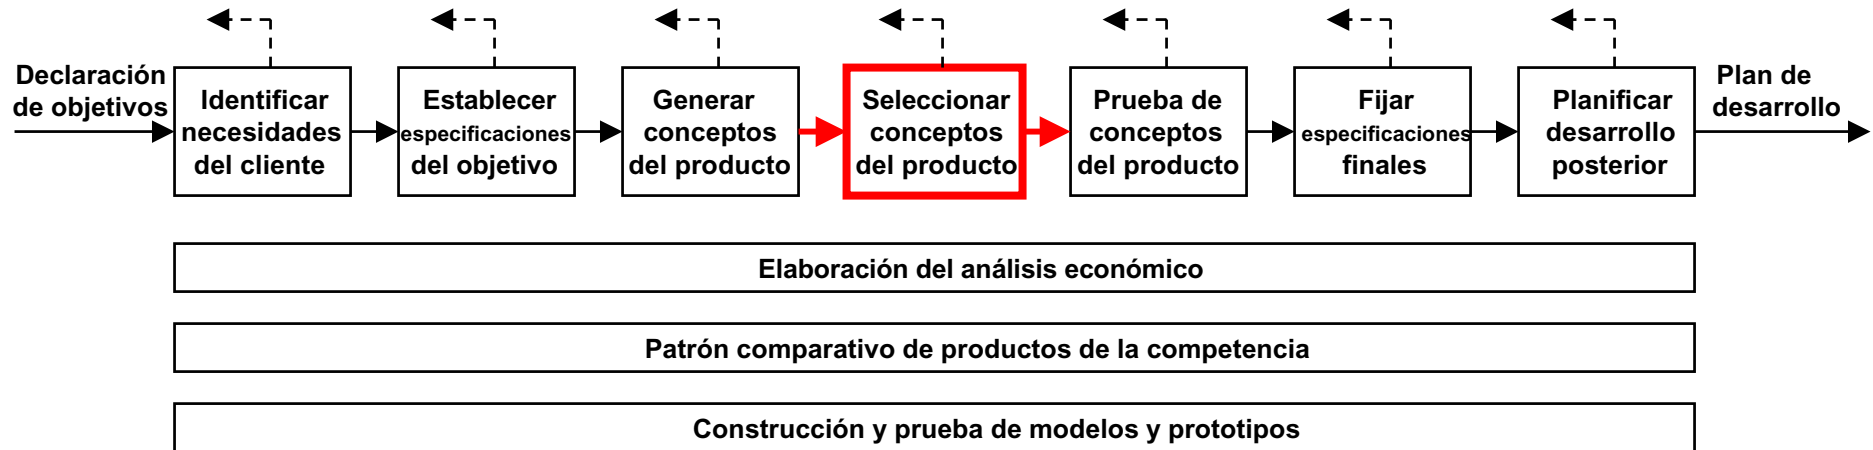 Declaración
de objetivos
Identificar
necesidades
del cliente
Establecer
especificaciones
del objetivo
Generar
conceptos
del producto
Seleccionar
conceptos
del producto
Prueba de
conceptos
del producto
Fijar
especificaciones
finales
Planificar
desarrollo
posterior
Plan de
desarrollo
Elaboración del análisis económico
Patrón comparativo de productos de la competencia
Construcción y prueba de modelos y prototipos